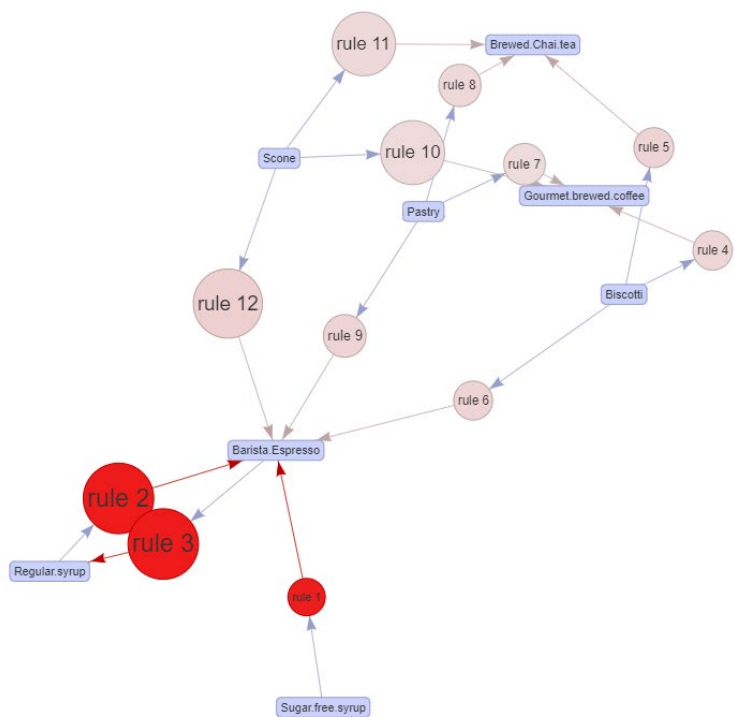 rule 11
Brewed.Chai.tea
rule 8
rule 5
rule 10
Scone
rule 7
Gourmet.brewed.coffee
Pastry
rule 4
Biscotti
rule 12
rule 9
rule 6
Barista.Espresso
rule 2
rule 3
Regular.syrup
rule 1
Sugar.free.syrup